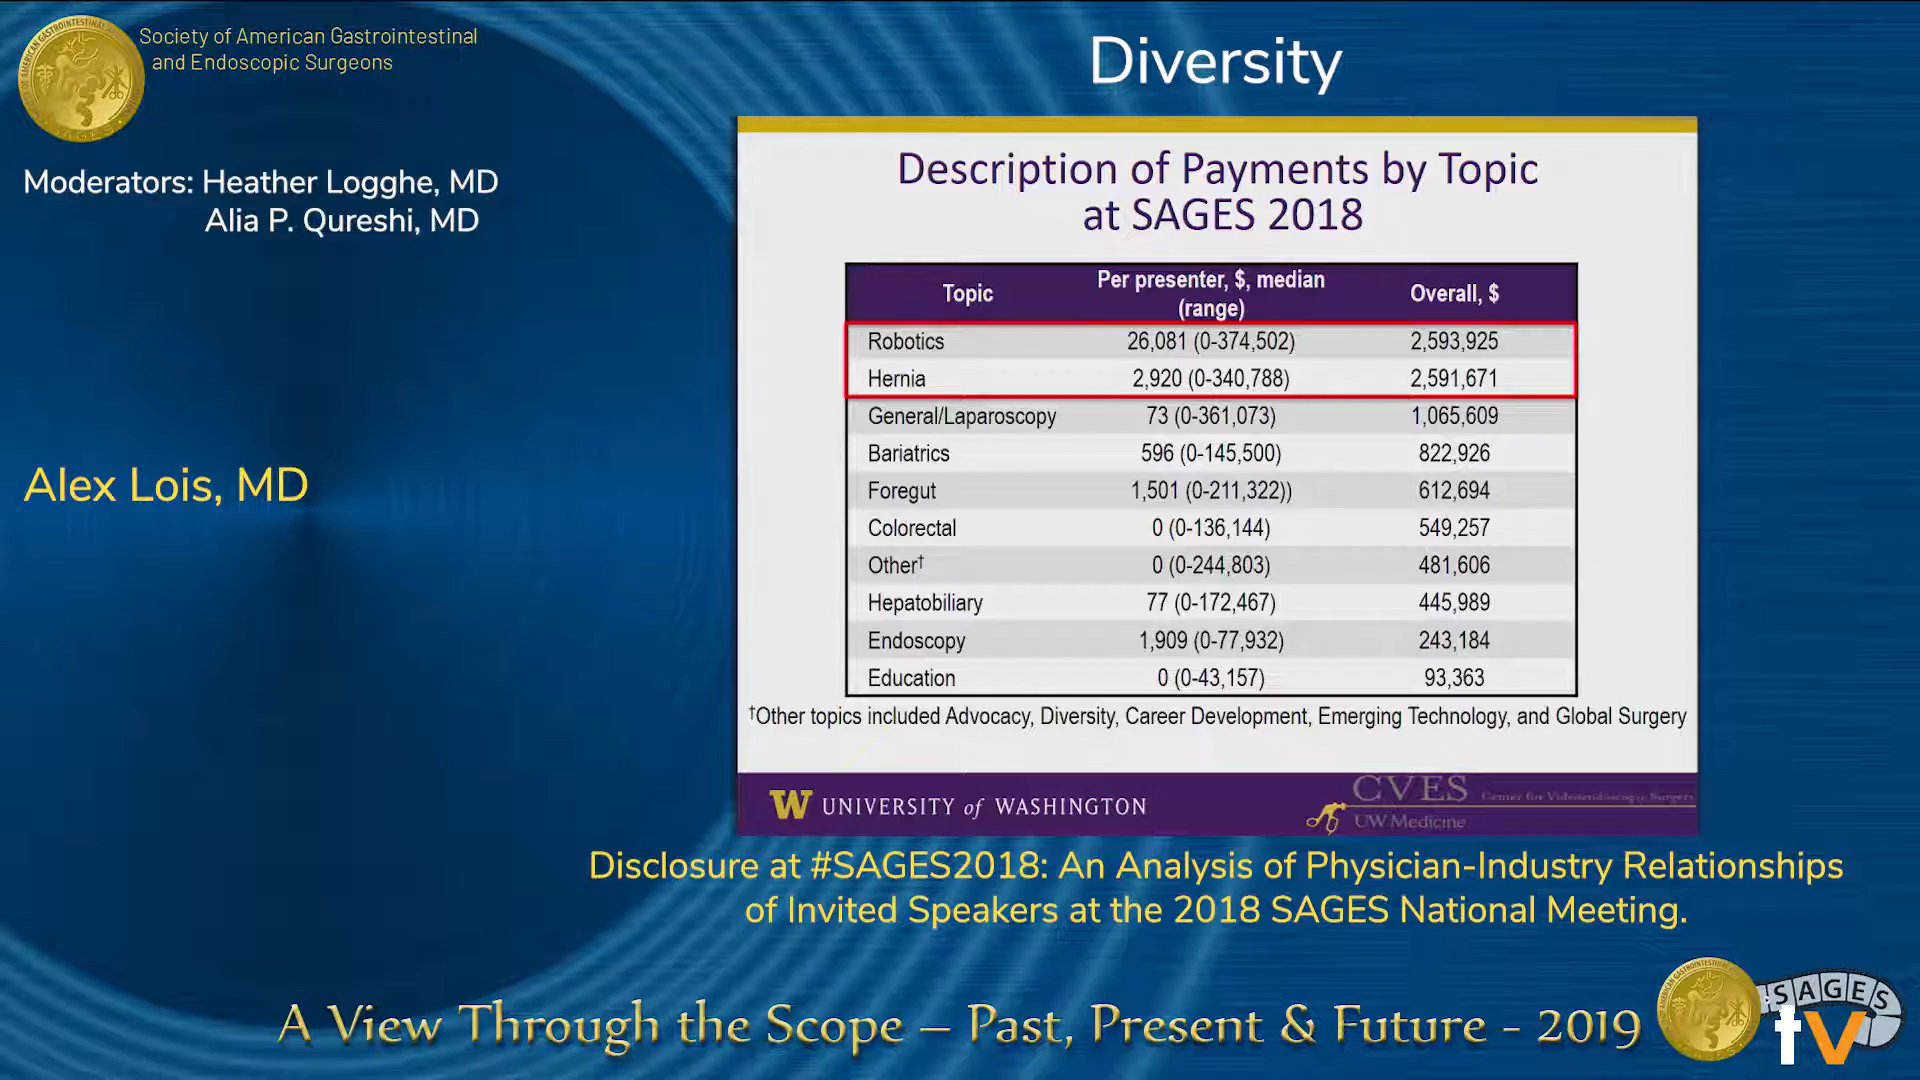 Society of American Gastrointestinal
and Endoscopic Surgeons
Diversity
Moderators: Heather Logghe, MD
Alia P. Qureshi, MD
Alex Lois, MD
Description of Payments by Topic
at SAGES 2018
Topic Per presenter, $, median (range) Overall, $
Robotics 26,081 (0-374,502) 2,593,925
Hernia 2,920 (0-340,788) 2,591,671
General/Laparoscopy 73 (0-361,073) 1,065,609
Bariatrics 596 (0-145,500) 822,926
Foregut 1,501 (0-211,322)) 612,694
Colorectal 0 (0-136,144) 549,257
Other† 0 (0-244,803) 481,606
Hepatobiliary 77 (0-172,467) 445,989
Endoscopy 1,909 (0-77,932) 243,184
Education 0 (0-43,157) 93,363
†Other topics included Advocacy, Diversity, Career Development, Emerging Technology, and Global Surgery
W UNIVERSITY of WASHINGTON
CVES Center for Videoendoscopic Surgery
UW Medicine
Disclosure at #SAGES2018: An Analysis of Physician-Industry Relationships
of Invited Speakers at the 2018 SAGES National Meeting.
A View Through the Scope – Past, Present & Future - 2019
SAGES
tv